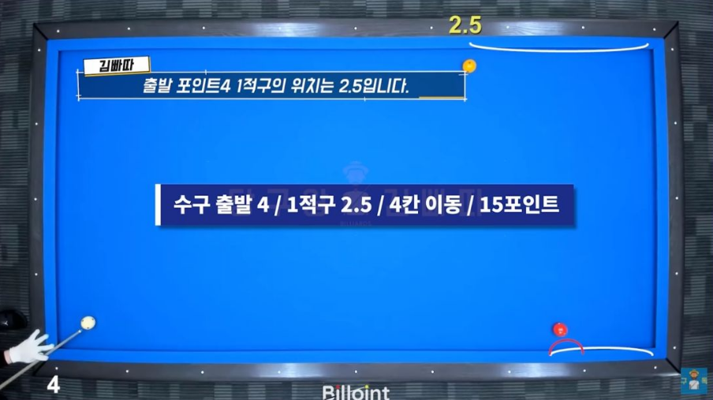 2.5
김빠따
출발 포인트4 1적구의 위치는 2.5입니다.
수구 출발 4 / 1적구 2.5 / 4칸 이동 / 15포인트
4
Billoint